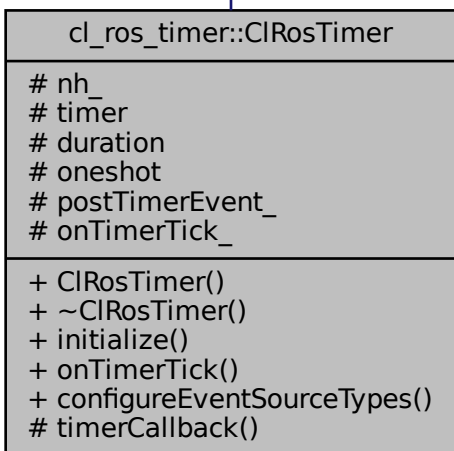 cl_ros_timer::ClRosTimer
# nh_
# timer
# duration
# oneshot
# postTimerEvent_
# onTimerTick_
+ ClRosTimer()
+ ~ClRosTimer()
+ initialize()
+ onTimerTick()
+ configureEventSourceTypes()
# timerCallback()